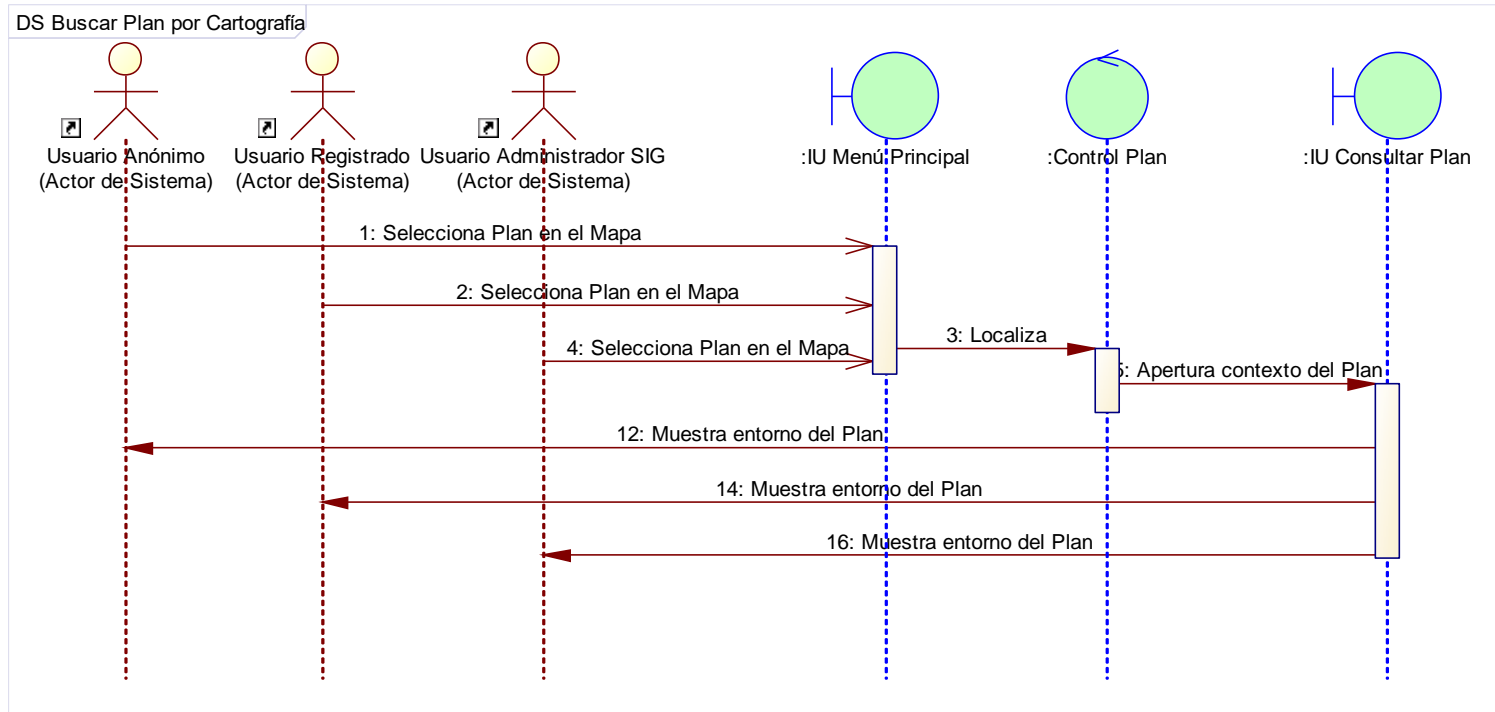 DS Buscar Plan por Cartografía
Usuario Anónimo
(Actor de Sistema)
Usuario Registrado
(Actor de Sistema)
Usuario Administrador SIG
(Actor de Sistema)
:IU Menú Principal
:Control Plan
:IU Consultar Plan
1: Selecciona Plan en el Mapa
2: Selecciona Plan en el Mapa
3: Localiza
4: Selecciona Plan en el Mapa
5: Apertura contexto del Plan
12: Muestra entorno del Plan
14: Muestra entorno del Plan
16: Muestra entorno del Plan